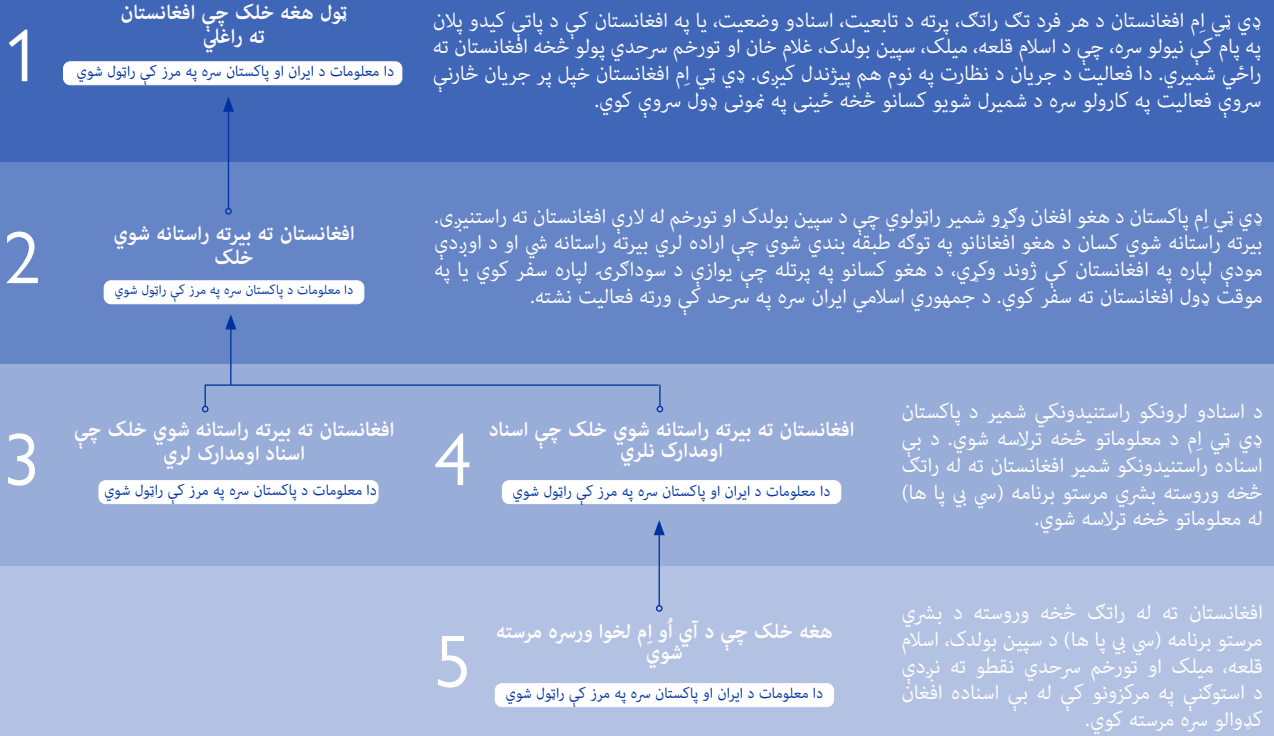 1
ټول هغه خلک چې افغانستان
ته راغلي
دا معلومات د ایران او پاکستان سره په مرز کې راټول شوي
ډي ټي اِم افغانستان د هر فرد تګ راتګ، پرته د تابعیت، اسنادو وضعیت، یا په افغانستان کې د پاتې کیدو پلان
په پام کې نیولو سره، چې د اسلام قلعه، میلک، سپین بولدک، غلام خان او تورخم سرحدي پولو څخه افغانستان ته
راځي شمیري. دا فعالیت د جریان د نظارت په نوم هم پیژندل کیږی. ډي ټي اِم افغانستان خپل پر جریان څارنې
سروې فعالیت په کارولو سره د شمیرل شویو کسانو څخه ځینی په نمونی ډول سروې کوي.
2
افغانستان ته بیرته راستانه شوي
خلک
دا معلومات د پاکستان سره په مرز کې راټول شوي
ډي ټي اِم پاکستان د هغو افغان وګړو شمیر راټولوي چې د سپین بولدک او تورخم له لارې افغانستان ته راستنیږی.
بیرته راستانه شوي کسان د هغو افغانانو په توګه طبقه بندي شوي چې اراده لري بیرته راستانه شي او د اوږدې
مودې لپاره په افغانستان کې ژوند وکړي، د هغو کسانو په پرتله چې یوازې د سوداګرۍ لپاره سفر کوي یا په
موقت ډول افغانستان ته سفر کوي. د جمهوري اسلامي ایران سره په سرحد کې ورته فعالیت نشته.
3
افغانستان ته بیرته راستانه شوي خلک چې
اسناد اومدارک لري
دا معلومات د پاکستان سره په مرز کې راټول شوي
4
افغانستان ته بیرته راستانه شوي خلک چې اسناد
اومدارک نلري
دا معلومات د ایران او پاکستان سره په مرز کې راټول شوي
د اسنادو لرونکو راستنیدونکي شمیر د پاکستان
ډي ټي اِم د معلوماتو څخه ترلاسه شوي. د بې
اسناده راستنیدونکو شمیر افغانستان ته له راتګ
څخه وروسته بشري مرستو برنامه (سي بي پا ها)
له معلوماتو څخه ترلاسه شوي.
5
هغه خلک چې د آي اُو اِم لخوا ورسره مرسته
شوي
دا معلومات د ایران او پاکستان سره په مرز کې راټول شوي
افغانستان ته له راتګ څخه وروسته د بشري
مرستو برنامه (سي بي پا ها) د سپین بولدک، اسلام
قلعه، میلک او تورخم سرحدي نقطو ته نږدې
د استوګنې په مرکزونو کې له بې اسناده افغان
کډوالو سره مرسته کوي.